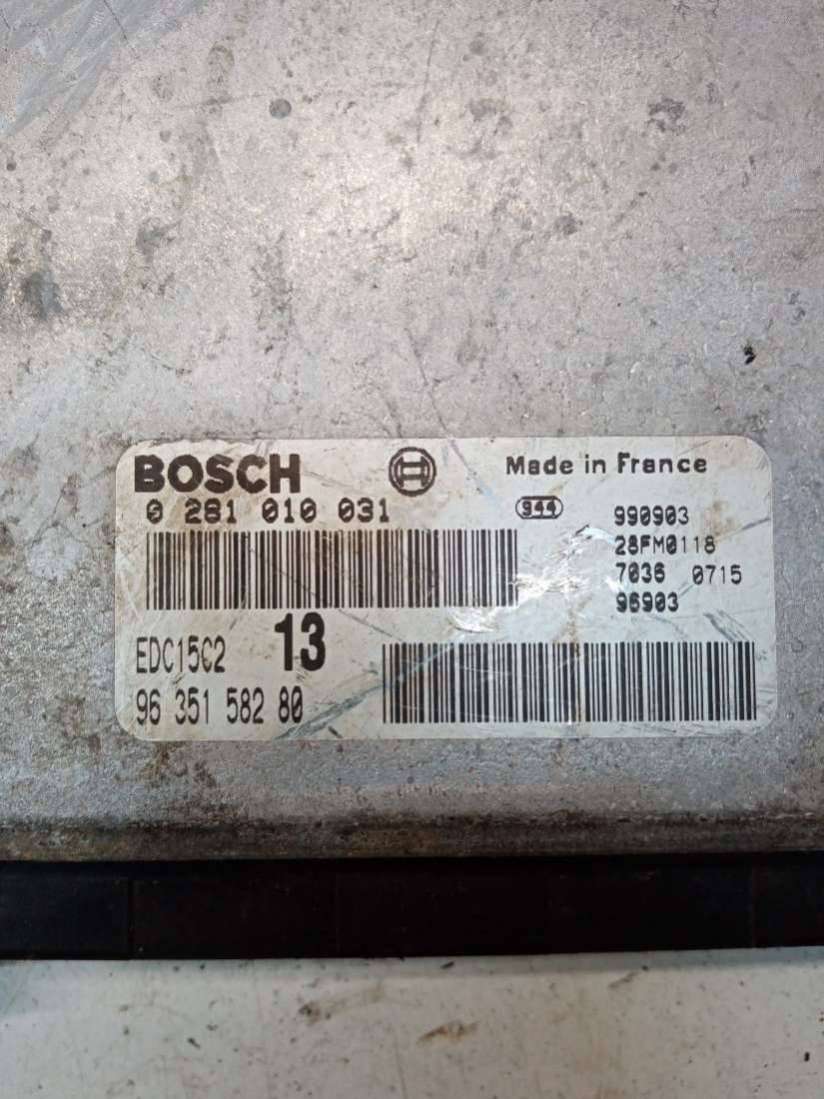 BOSCH
Made in France
0 281 010 031
944
990903
28FM0118
7036 0715
96903
EDC15C2
13
96 351 582 80